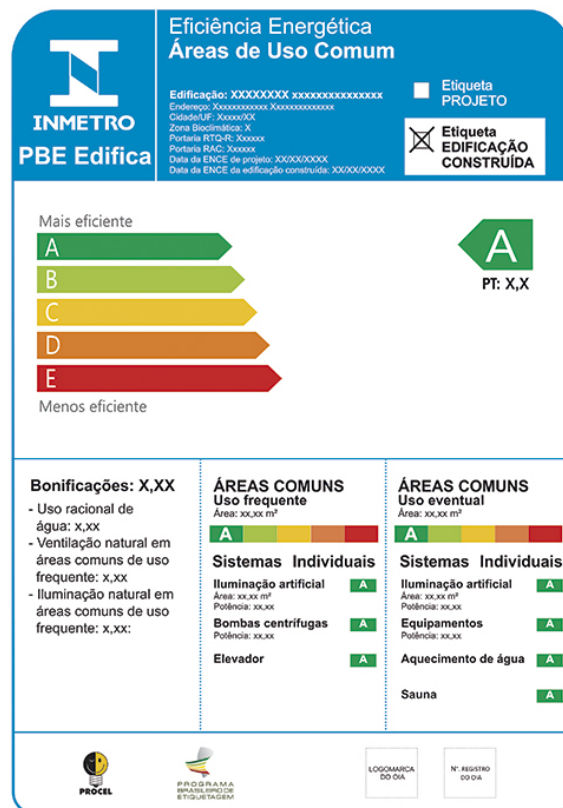 Eficiência Energética
Áreas de Uso Comum
INMETRO
PBE Edifica
Edificação: XXXXXXXX xxxxxxxxxxxxxxx
Endereço: Xxxxxxxxxxxx Xxxxxxxxxxxxxx
Cidade/UF: Xxxxx/XX
Zona Bioclimática: X
Portaria RTQ-R: Xxxxxx
Portaria RAC: Xxxxxx
Data da ENCE de projeto: XX/XX/XXXX
Data da ENCE da edificação construída: XX/XX/XXXX
Etiqueta
PROJETO
Etiqueta
EDIFICAÇÃO
CONSTRUÍDA
Mais eficiente
A
B
C
D
E
Menos eficiente
A
PT: X,X
Bonificações: X,XX
- Uso racional de
água: x,xx
- Ventilação natural em
áreas comuns de uso
frequente: x,xx
- Iluminação natural em
áreas comuns de uso
frequente: x,xx:
ÁREAS COMUNS
Uso frequente
Área: xx,xx m²
A
Sistemas Individuais
Iluminação artificial A
Área: xx,xx m²
Potência: xx,xx
Bombas centrífugas A
Potência: xx,xx
Elevador A
ÁREAS COMUNS
Uso eventual
Área: xx,xx m²
A
Sistemas Individuais
Iluminação artificial A
Área: xx,xx m²
Potência: xx,xx
Equipamentos A
Potência: xx,xx
Aquecimento de água A
Sauna A
PROCEL
PROGRAMA
BRASILEIRO DE
ETIQUETAGEM
LOGOMARCA
DO OIA
Nº. REGISTRO
DO OIA